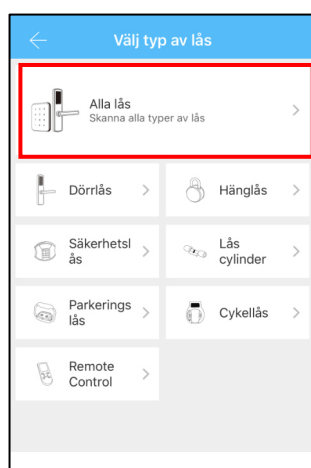 Välj typ av lås
Alla lås
Skanna alla typer av lås
Dörrlås
Hänglås
Säkerhetsl
ås
Lås
cylinder
Parkerings
lås
Cykellås
Remote
Control